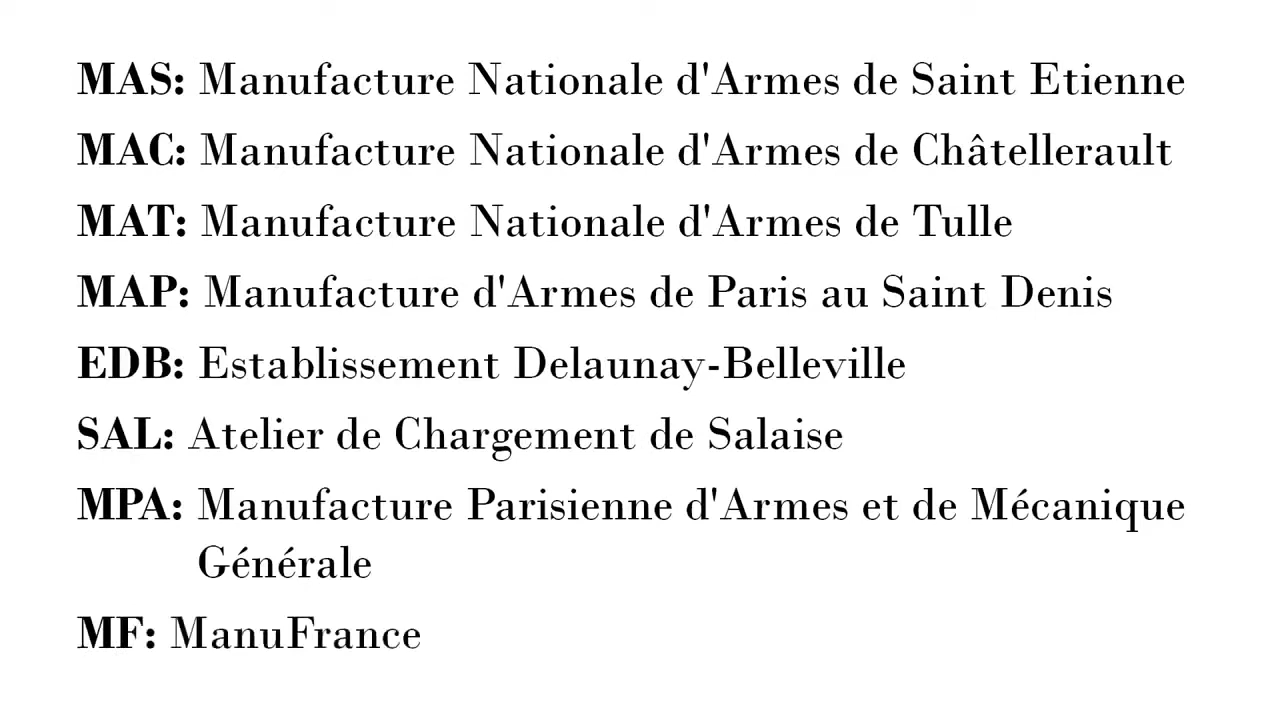 MAS: Manufacture Nationale d'Armes de Saint Etienne
MAC: Manufacture Nationale d'Armes de Châtellerault
MAT: Manufacture Nationale d'Armes de Tulle
MAP: Manufacture d'Armes de Paris au Saint Denis
EDB: Establissement Delaunay-Belleville
SAL: Atelier de Chargement de Salaise
MPA: Manufacture Parisienne d'Armes et de Mécanique
Générale
MF: ManuFrance